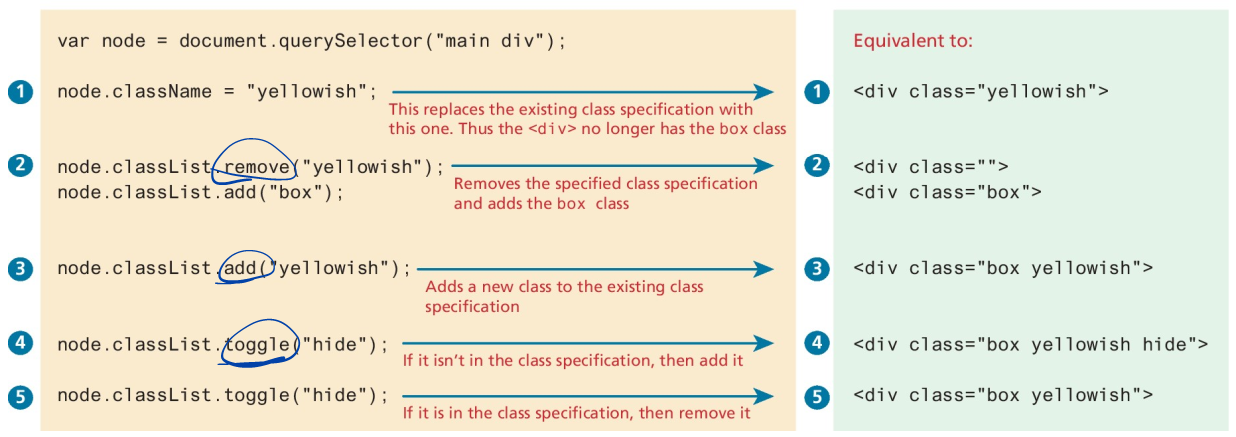 var node = document.querySelector("main div");
Equivalent to:
1 node.className = "yellowish";
This replaces the existing class specification with
this one. Thus the <div> no longer has the box class
1 <div class="yellowish">
2 node.classList.remove("yellowish");
node.classList.add("box");
Removes the specified class specification
and adds the box class
2 <div class="">
<div class="box">
3 node.classList.add("yellowish");
Adds a new class to the existing class
specification
3 <div class="box yellowish">
4 node.classList.toggle("hide");
If it isn't in the class specification, then add it
4 <div class="box yellowish hide">
5 node.classList.toggle("hide");
If it is in the class specification, then remove it
5 <div class="box yellowish">